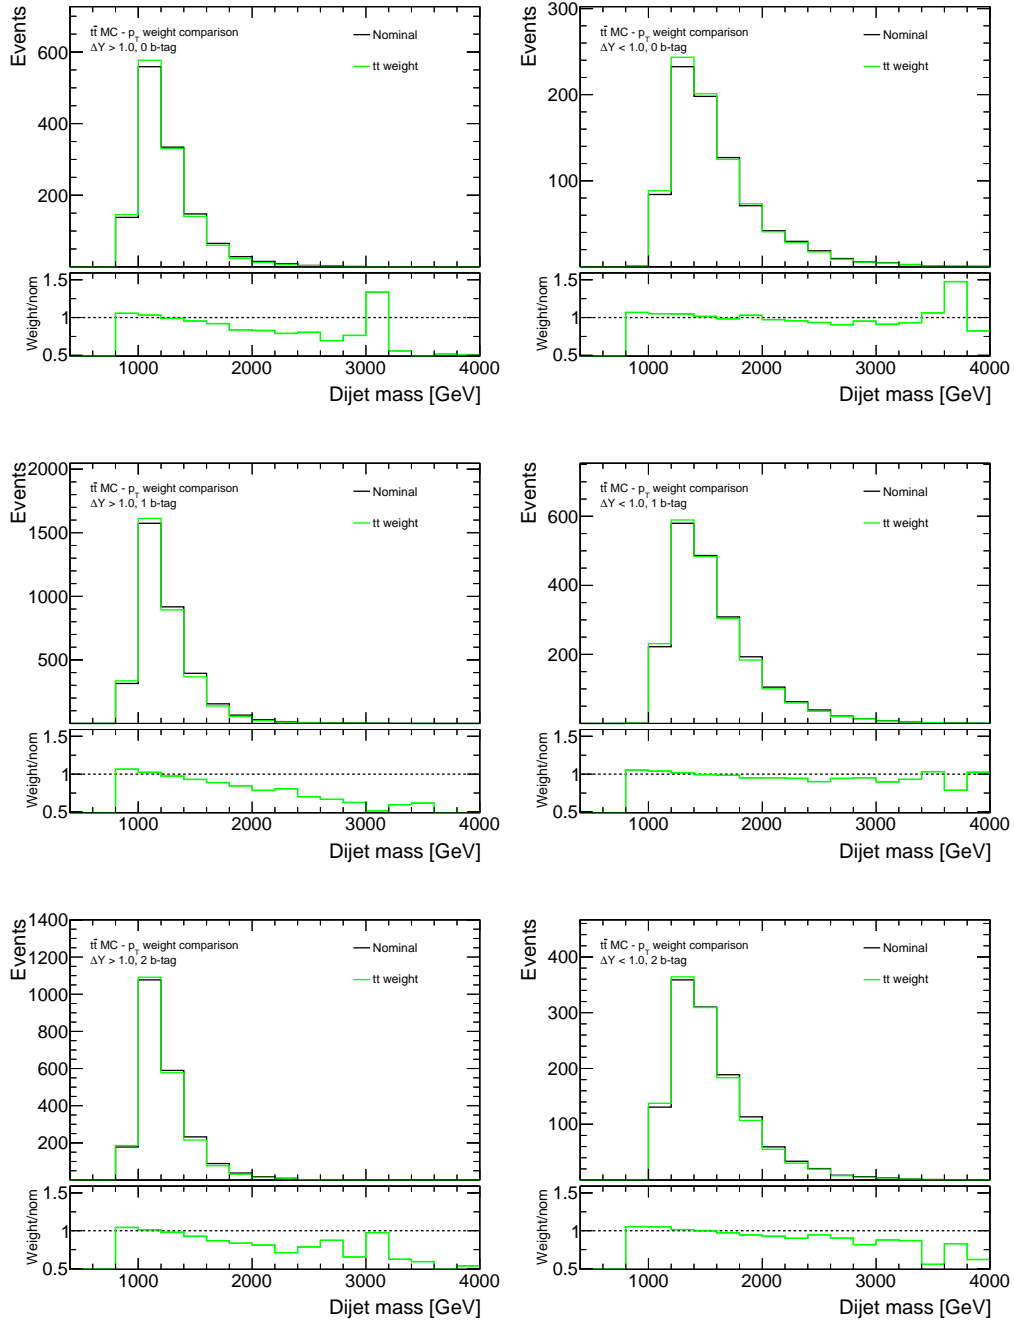 Events
600
400
200
tt̄ MC - pT weight comparison
ΔY > 1.0, 0 b-tag
Nominal
tt weight
Weight/nom
1.5
1
0.5
1000 2000 3000 4000
Dijet mass [GeV]
Events
300
200
100
tt̄ MC - pT weight comparison
ΔY < 1.0, 0 b-tag
Nominal
tt weight
Weight/nom
1.5
1
0.5
1000 2000 3000 4000
Dijet mass [GeV]
Events
2000
1500
1000
500
tt̄ MC - pT weight comparison
ΔY > 1.0, 1 b-tag
Nominal
tt weight
Weight/nom
1.5
1
0.5
1000 2000 3000 4000
Dijet mass [GeV]
Events
600
400
200
tt̄ MC - pT weight comparison
ΔY < 1.0, 1 b-tag
Nominal
tt weight
Weight/nom
1.5
1
0.5
1000 2000 3000 4000
Dijet mass [GeV]
Events
1400
1200
1000
800
600
400
200
tt̄ MC - pT weight comparison
ΔY > 1.0, 2 b-tag
Nominal
tt weight
Weight/nom
1.5
1
0.5
1000 2000 3000 4000
Dijet mass [GeV]
Events
400
300
200
100
tt̄ MC - pT weight comparison
ΔY < 1.0, 2 b-tag
Nominal
tt weight
Weight/nom
1.5
1
0.5
1000 2000 3000 4000
Dijet mass [GeV]